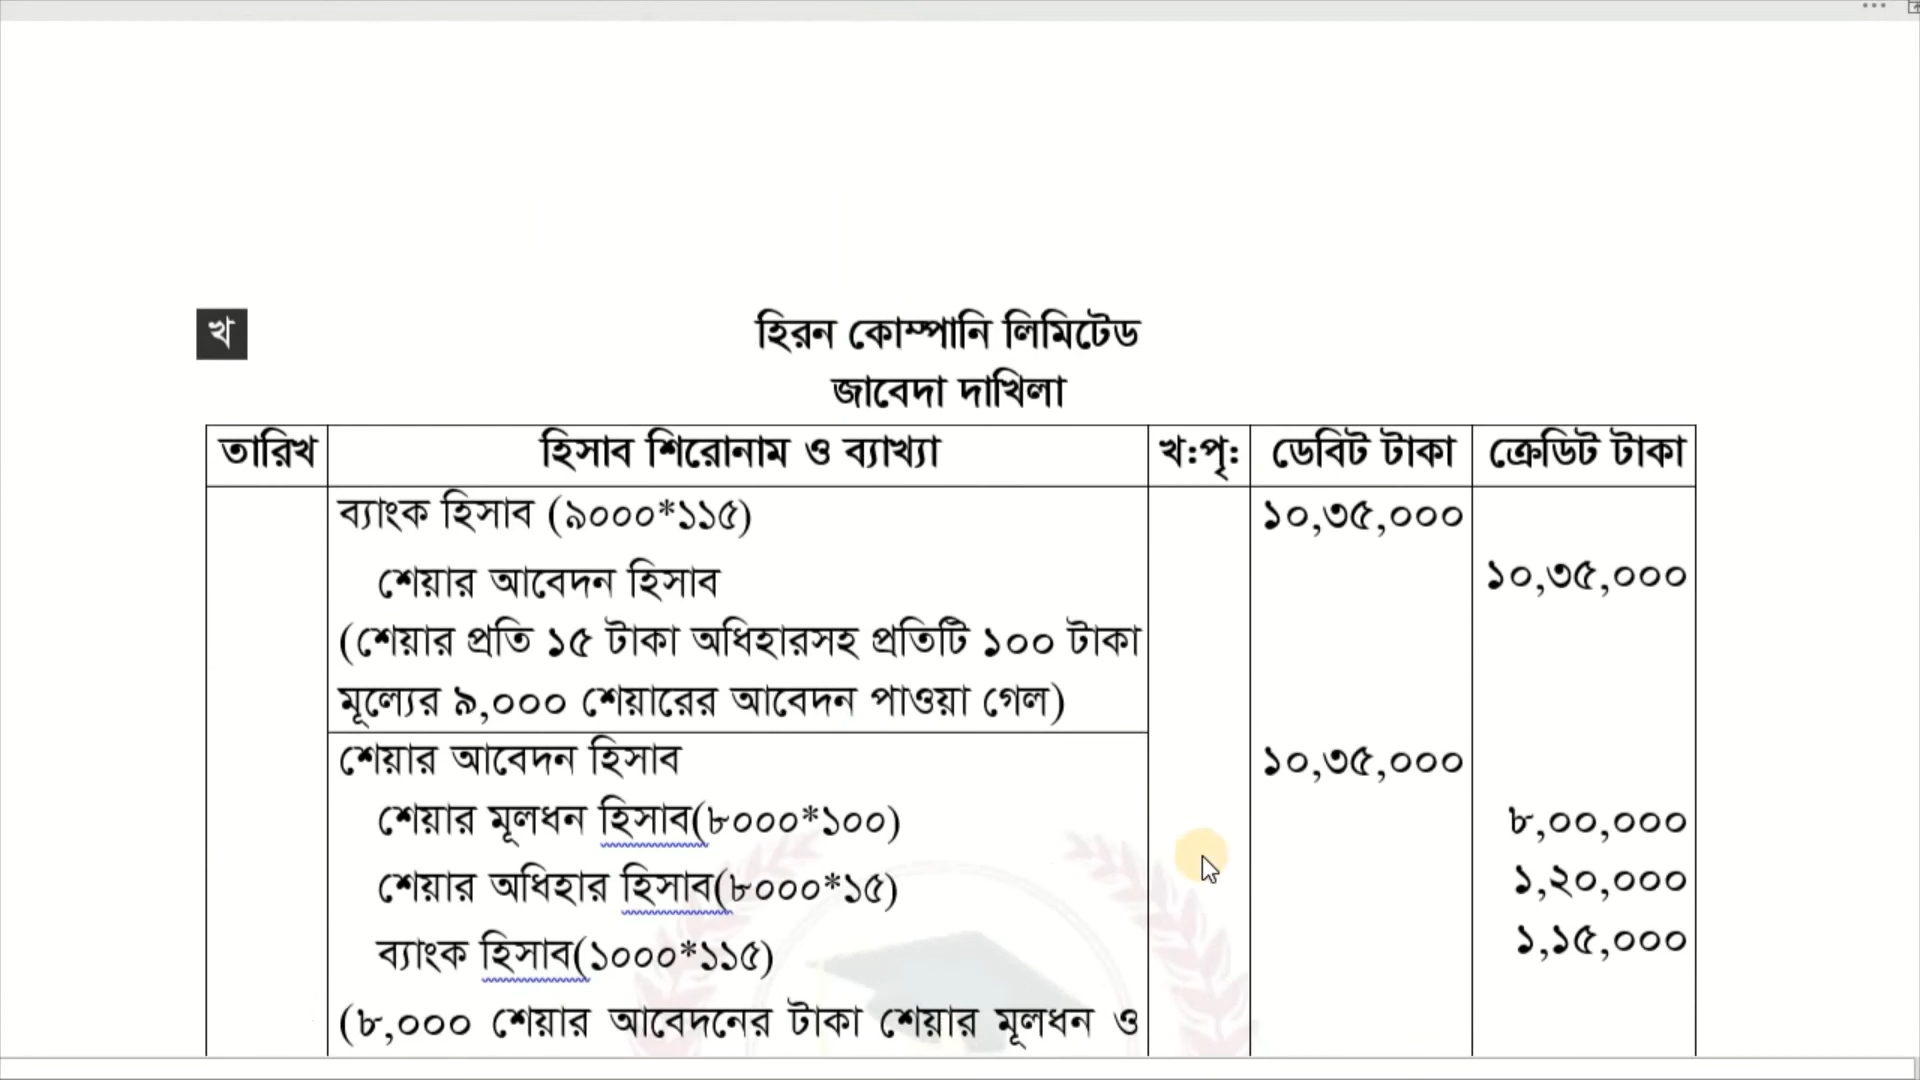 খ
হিরন কোম্পানি লিমিটেড
জাবেদা দাখিলা
তারিখ হিসাব শিরোনাম ও ব্যাখ্যা খ:পৃ: ডেবিট টাকা ক্রেডিট টাকা
ব্যাংক হিসাব (৯০০০*১১৫) ১০,৩৫,০০০
শেয়ার আবেদন হিসাব ১০,৩৫,০০০
(শেয়ার প্রতি ১৫ টাকা অধিহারসহ প্রতিটি ১০০ টাকা
মূল্যের ৯,০০০ শেয়ারের আবেদন পাওয়া গেল)
শেয়ার আবেদন হিসাব ১০,৩৫,০০০
শেয়ার মূলধন হিসাব(৮০০০*১০০) ৮,০০,০০০
শেয়ার অধিহার হিসাব(৮০০০*১৫) ১,২০,০০০
ব্যাংক হিসাব(১০০০*১১৫) ১,১৫,০০০
(৮,০০০ শেয়ার আবেদনের টাকা শেয়ার মূলধন ও